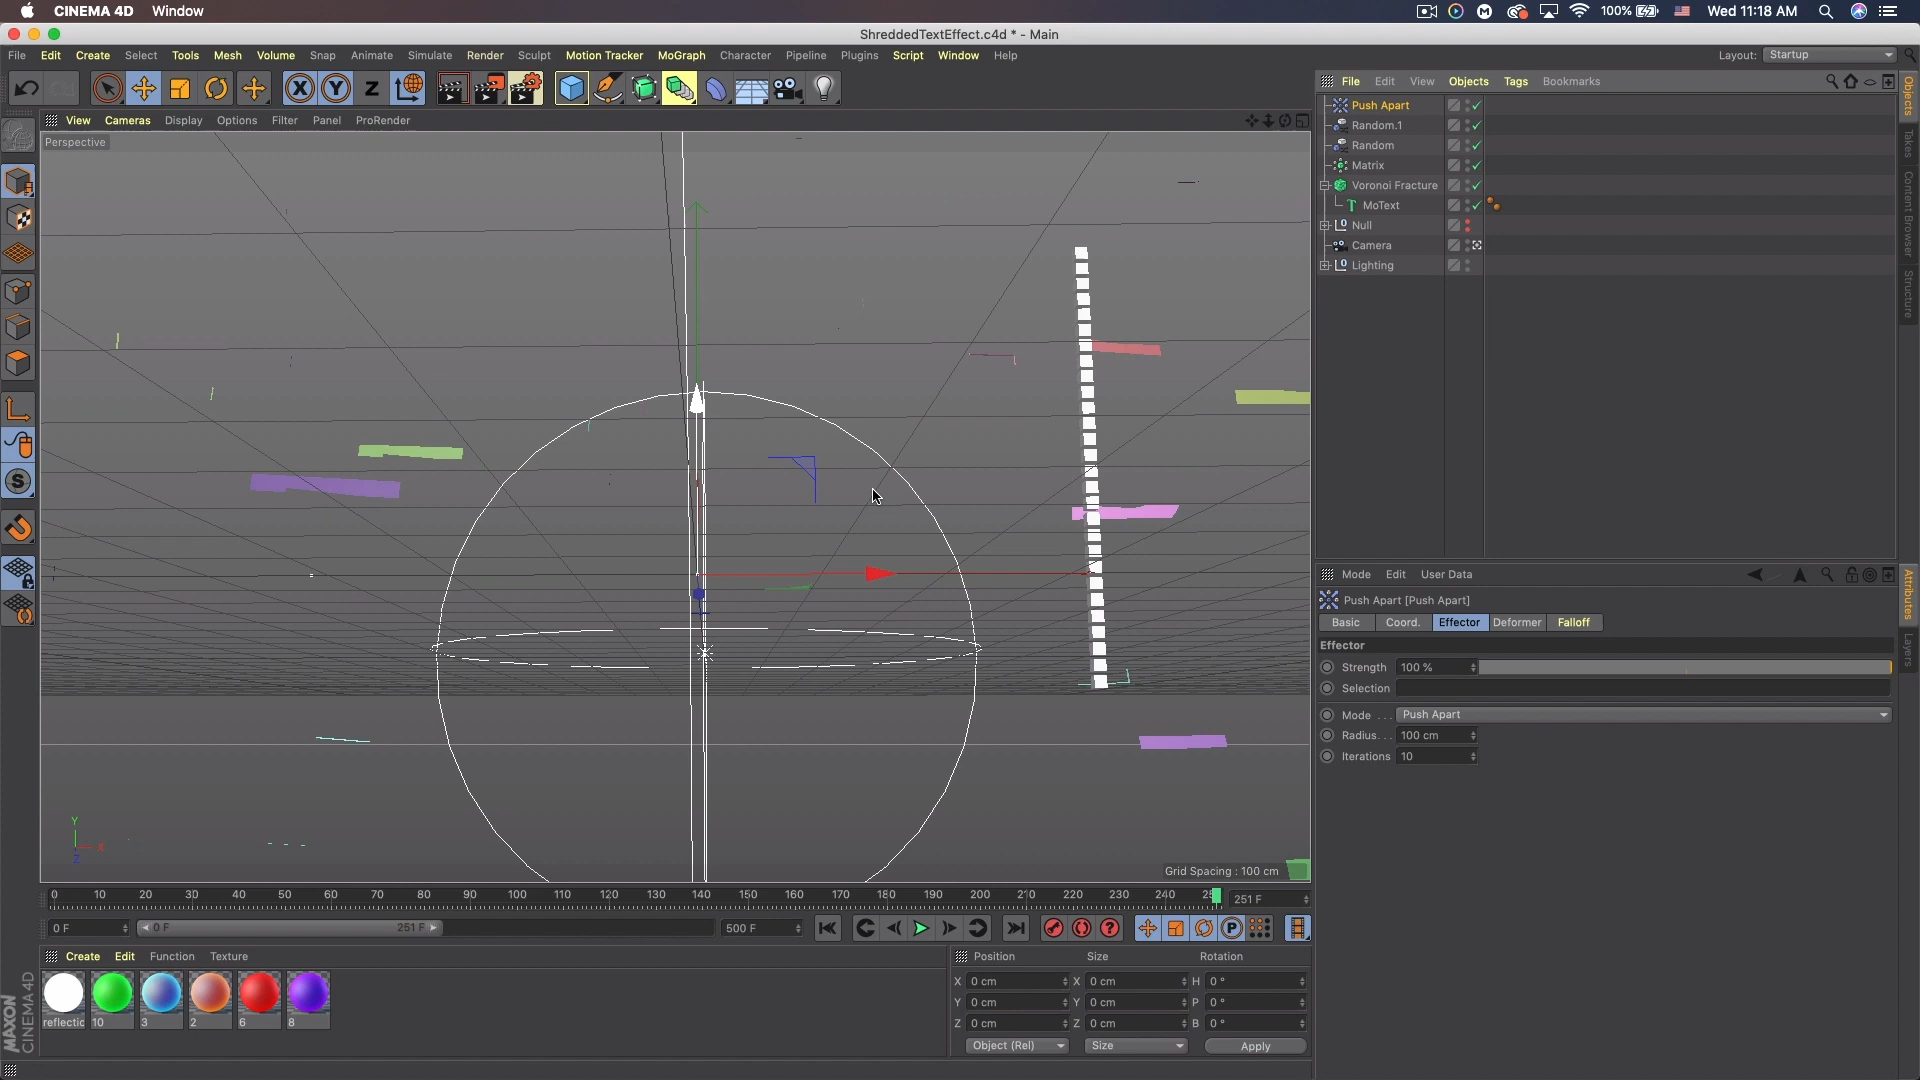 CINEMA 4D Window
100% Wed 11:18 AM
ShreddedTextEffect.c4d * - Main
File Edit Create Select Tools Mesh Volume Snap Animate Simulate Render Sculpt Motion Tracker MoGraph Character Pipeline Plugins Script Window Help
Layout: Startup
X Y Z
View Cameras Display Options Filter Panel ProRender
Perspective
File Edit View Objects Tags Bookmarks
Push Apart
Random.1
Random
Matrix
Voronoi Fracture
MoText
Null
Camera
Lighting
Objects
Takes
Content Browser
Structure
Mode Edit User Data
Push Apart [Push Apart]
Basic Coord. Effector Deformer Falloff
Effector
Strength 100 %
Selection
Mode . . . Push Apart
Radius. . . 100 cm
Iterations 10
Attributes
Layers
Y
X
Z
Grid Spacing : 100 cm
0 10 20 30 40 50 60 70 80 90 100 110 120 130 140 150 160 170 180 190 200 210 220 230 240 25
251 F
0 F 0 F 251 F 500 F
Create Edit Function Texture
reflectic 10 3 2 6 8
Position Size Rotation
X 0 cm X 0 cm H 0 °
Y 0 cm Y 0 cm P 0 °
Z 0 cm Z 0 cm B 0 °
Object (Rel) Size Apply
MAXON
CINEMA 4D